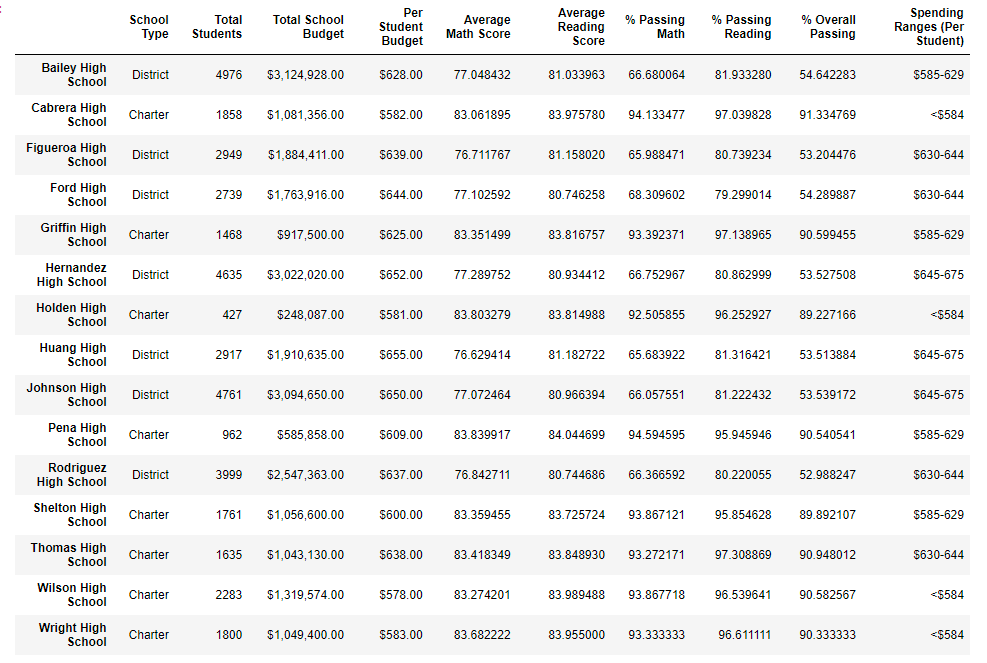 School Type Total Students Total School Budget Per Student Budget Average Math Score Average Reading Score % Passing Math % Passing Reading % Overall Passing Spending Ranges (Per Student)
Bailey High School District 4976 $3,124,928.00 $628.00 77.048432 81.033963 66.680064 81.933280 54.642283 $585-629
Cabrera High School Charter 1858 $1,081,356.00 $582.00 83.061895 83.975780 94.133477 97.039828 91.334769 <$584
Figueroa High School District 2949 $1,884,411.00 $639.00 76.711767 81.158020 65.988471 80.739234 53.204476 $630-644
Ford High School District 2739 $1,763,916.00 $644.00 77.102592 80.746258 68.309602 79.299014 54.289887 $630-644
Griffin High School Charter 1468 $917,500.00 $625.00 83.351499 83.816757 93.392371 97.138965 90.599455 $585-629
Hernandez High School District 4635 $3,022,020.00 $652.00 77.289752 80.934412 66.752967 80.862999 53.527508 $645-675
Holden High School Charter 427 $248,087.00 $581.00 83.803279 83.814988 92.505855 96.252927 89.227166 <$584
Huang High School District 2917 $1,910,635.00 $655.00 76.629414 81.182722 65.683922 81.316421 53.513884 $645-675
Johnson High School District 4761 $3,094,650.00 $650.00 77.072464 80.966394 66.057551 81.222432 53.539172 $645-675
Pena High School Charter 962 $585,858.00 $609.00 83.839917 84.044699 94.594595 95.945946 90.540541 $585-629
Rodriguez High School District 3999 $2,547,363.00 $637.00 76.842711 80.744686 66.366592 80.220055 52.988247 $630-644
Shelton High School Charter 1761 $1,056,600.00 $600.00 83.359455 83.725724 93.867121 95.854628 89.892107 $585-629
Thomas High School Charter 1635 $1,043,130.00 $638.00 83.418349 83.848930 93.272171 97.308869 90.948012 $630-644
Wilson High School Charter 2283 $1,319,574.00 $578.00 83.274201 83.989488 93.867718 96.539641 90.582567 <$584
Wright High School Charter 1800 $1,049,400.00 $583.00 83.682222 83.955000 93.333333 96.611111 90.333333 <$584